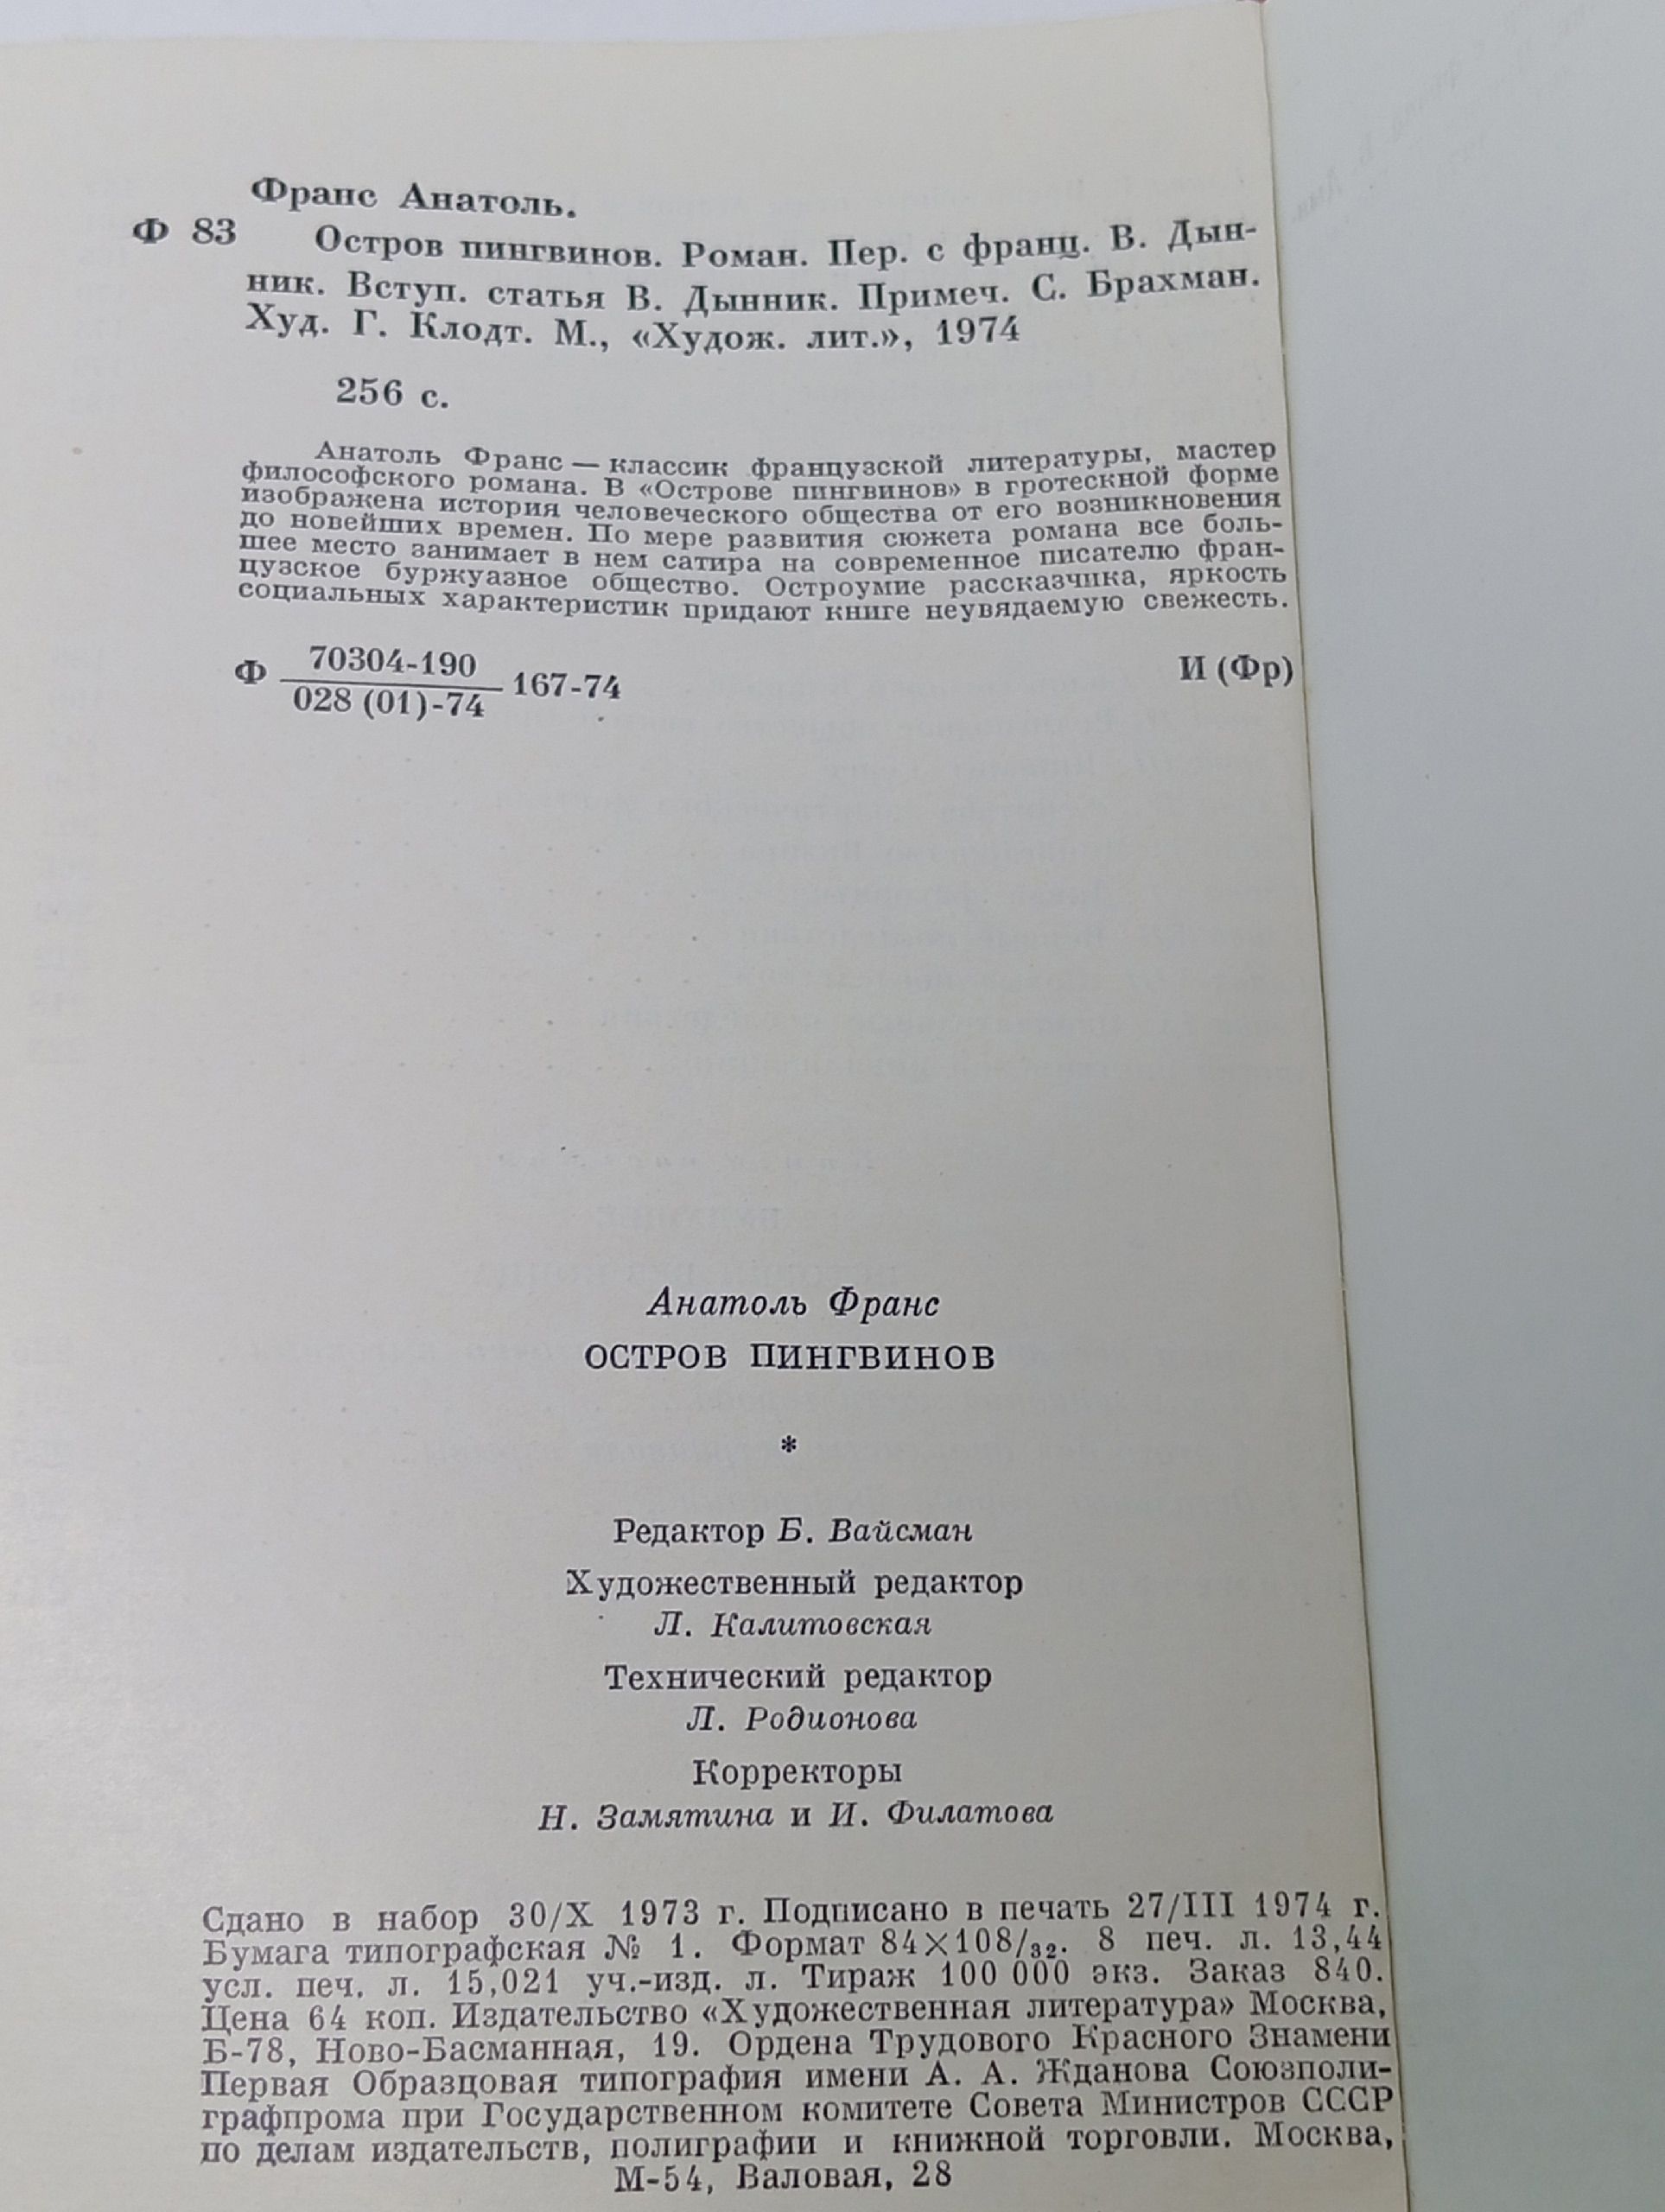 Франс Анатоль.
Ф 83 Остров пингвинов. Роман. Пер. с франц. В. Дын-
ник. Вступ. статья В. Дынник. Примеч. С. Брахман.
Худ. Г. Клодт. М., «Худож. лит.», 1974
256 с.
Анатоль Франс — классик французской литературы, мастер
философского романа. В «Острове пингвинов» в гротескной форме
изображена история человеческого общества от его возникновения
до новейших времен. По мере развития сюжета романа все боль-
шее место занимает в нем сатира на современное писателю фран-
цузское буржуазное общество. Остроумие рассказчика, яркость
социальных характеристик придают книге неувядаемую свежесть.
Ф 70304-190
028 (01)-74 167-74 И (Фр)
Анатоль Франс
ОСТРОВ ПИНГВИНОВ
*
Редактор Б. Вайсман
Художественный редактор
Л. Калитовская
Технический редактор
Л. Родионова
Корректоры
Н. Замятина и И. Филатова
Сдано в набор 30/X 1973 г. Подписано в печать 27/III 1974 г.
Бумага типографская № 1. Формат 84×108/32. 8 печ. л. 13,44
усл. печ. л. 15,021 уч.-изд. л. Тираж 100 000 экз. Заказ 840.
Цена 64 коп. Издательство «Художественная литература» Москва,
Б-78, Ново-Басманная, 19. Ордена Трудового Красного Знамени
Первая Образцовая типография имени А. А. Жданова Союзполи-
графпрома при Государственном комитете Совета Министров СССР
по делам издательств, полиграфии и книжной торговли. Москва,
М-54, Валовая, 28